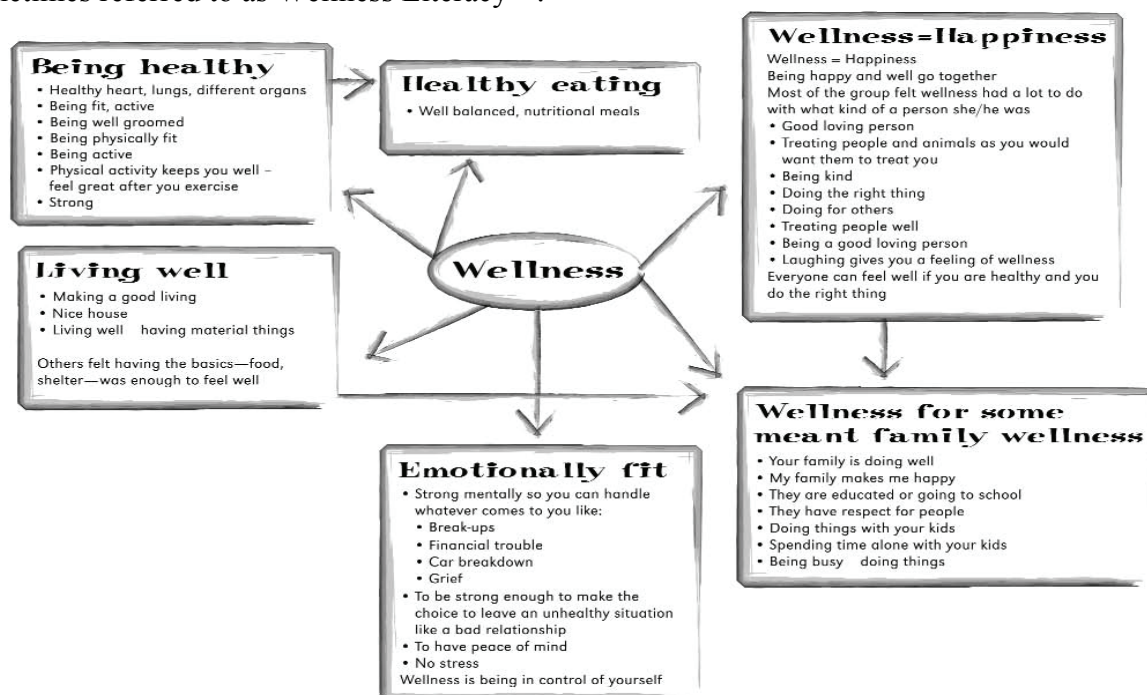 sometimes referred to as Wellness Literacy
Being healthy
• Healthy heart, lungs, different organs
• Being fit, active
• Being well groomed
• Being physically fit
• Being active
• Physical activity keeps you well –
feel great after you exercise
• Strong
Healthy eating
• Well balanced, nutritional meals
Wellness=Happiness
Wellness = Happiness
Being happy and well go together
Most of the group felt wellness had a lot to do
with what kind of a person she/he was
• Good loving person
• Treating people and animals as you would
want them to treat you
• Being kind
• Doing the right thing
• Doing for others
• Treating people well
• Being a good loving person
• Laughing gives you a feeling of wellness
Everyone can feel well if you are healthy and you
do the right thing
Wellness
Living well
• Making a good living
• Nice house
• Living well having material things
Others felt having the basics—food,
shelter—was enough to feel well
Emotionally fit
• Strong mentally so you can handle
whatever comes to you like:
• Break-ups
• Financial trouble
• Car breakdown
• Grief
• To be strong enough to make the
choice to leave an unhealthy situation
like a bad relationship
• To have peace of mind
• No stress
Wellness is being in control of yourself
Wellness for some
meant family wellness
• Your family is doing well
• My family makes me happy
• They are educated or going to school
• They have respect for people
• Doing things with your kids
• Spending time alone with your kids
• Being busy doing things